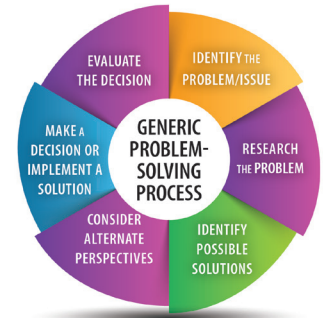 GENERIC
PROBLEM-
SOLVING
PROCESS
IDENTIFY THE
PROBLEM/ISSUE
RESEARCH
THE PROBLEM
IDENTIFY
POSSIBLE
SOLUTIONS
CONSIDER
ALTERNATE
PERSPECTIVES
MAKE A
DECISION OR
IMPLEMENT A
SOLUTION
EVALUATE
THE DECISION